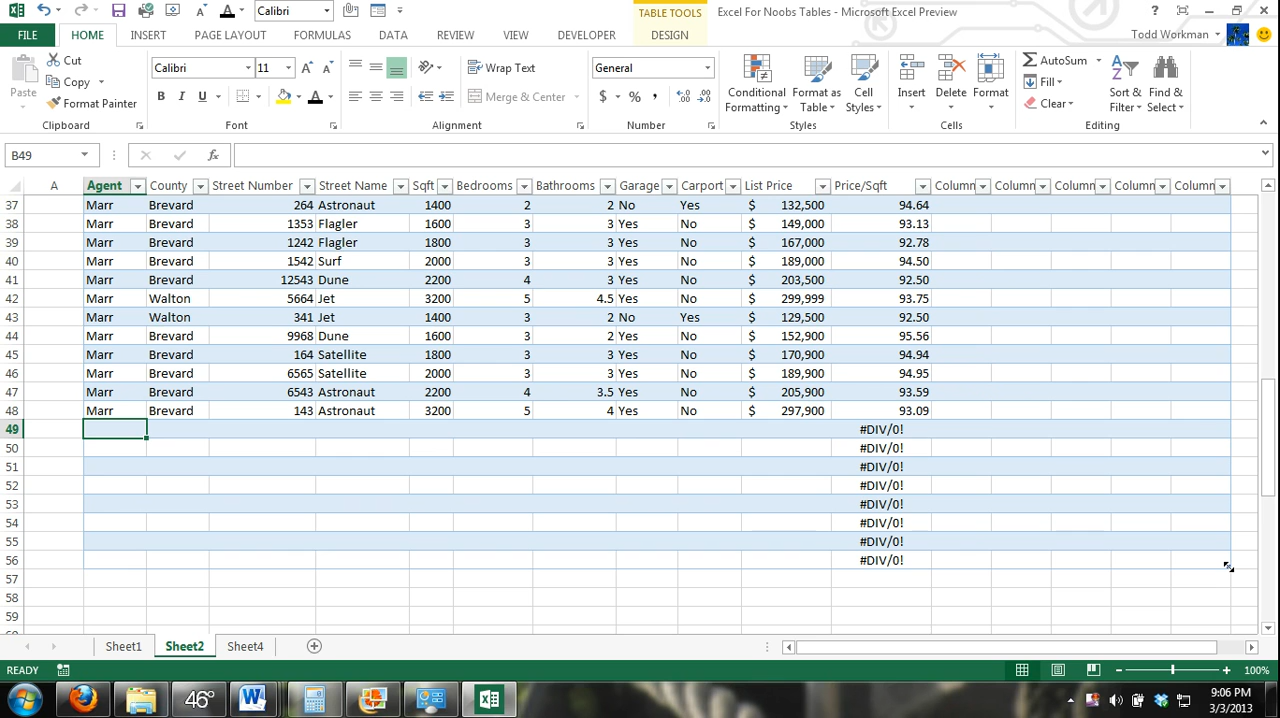 TABLE TOOLS
Excel For Noobs Tables - Microsoft Excel Preview
Calibri
FILE HOME INSERT PAGE LAYOUT FORMULAS DATA REVIEW VIEW DEVELOPER DESIGN Todd Workman
Paste Cut Copy Format Painter
Calibri 11
B I U A
Wrap Text
Merge & Center
General
$ % ,
Conditional Formatting Format as Table Cell Styles
Insert Delete Format
AutoSum Fill Clear
Sort & Filter Find & Select
Clipboard Font Alignment Number Styles Cells Editing
B49 fx
A Agent County Street Number Street Name Sqft Bedrooms Bathrooms Garage Carport List Price Price/Sqft Column Column Column Column Column
37 Marr Brevard 264 Astronaut 1400 2 2 No Yes $ 132,500 94.64
38 Marr Brevard 1353 Flagler 1600 3 3 Yes No $ 149,000 93.13
39 Marr Brevard 1242 Flagler 1800 3 3 Yes No $ 167,000 92.78
40 Marr Brevard 1542 Surf 2000 3 3 Yes No $ 189,000 94.50
41 Marr Brevard 12543 Dune 2200 4 3 Yes No $ 203,500 92.50
42 Marr Walton 5664 Jet 3200 5 4.5 Yes No $ 299,999 93.75
43 Marr Walton 341 Jet 1400 3 2 No Yes $ 129,500 92.50
44 Marr Brevard 9968 Dune 1600 3 2 Yes No $ 152,900 95.56
45 Marr Brevard 164 Satellite 1800 3 3 Yes No $ 170,900 94.94
46 Marr Brevard 6565 Satellite 2000 3 3 Yes No $ 189,900 94.95
47 Marr Brevard 6543 Astronaut 2200 4 3.5 Yes No $ 205,900 93.59
48 Marr Brevard 143 Astronaut 3200 5 4 Yes No $ 297,900 93.09
49 #DIV/0!
50 #DIV/0!
51 #DIV/0!
52 #DIV/0!
53 #DIV/0!
54 #DIV/0!
55 #DIV/0!
56 #DIV/0!
57
58
59
Sheet1 Sheet2 Sheet4
READY 100%
46°
9:06 PM
3/3/2013